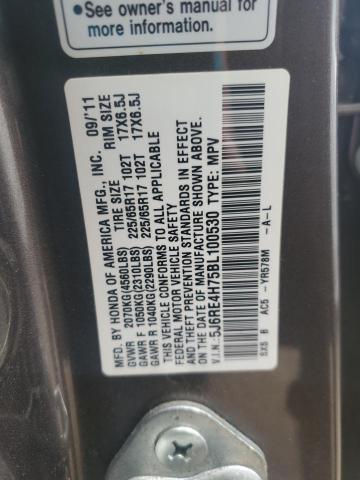 • See owner's manual for
more information.
MFD. BY HONDA OF AMERICA MFG., INC. 09/'11
TIRE SIZE RIM SIZE
GVWR 2070KG(4560LBS) 225/65R17 102T 17X6.5J
GAWR F 1050KG(2310LBS) 225/65R17 102T 17X6.5J
GAWR R 1040KG(2290LBS)
THIS VEHICLE CONFORMS TO ALL APPLICABLE
FEDERAL MOTOR VEHICLE SAFETY
AND THEFT PREVENTION STANDARDS IN EFFECT
ON THE DATE OF MANUFACTURE SHOWN ABOVE.
V.I.N.: 5J6RE4H75BL100530 TYPE: MPV
SX5 B AC5 -YR578M -A-L